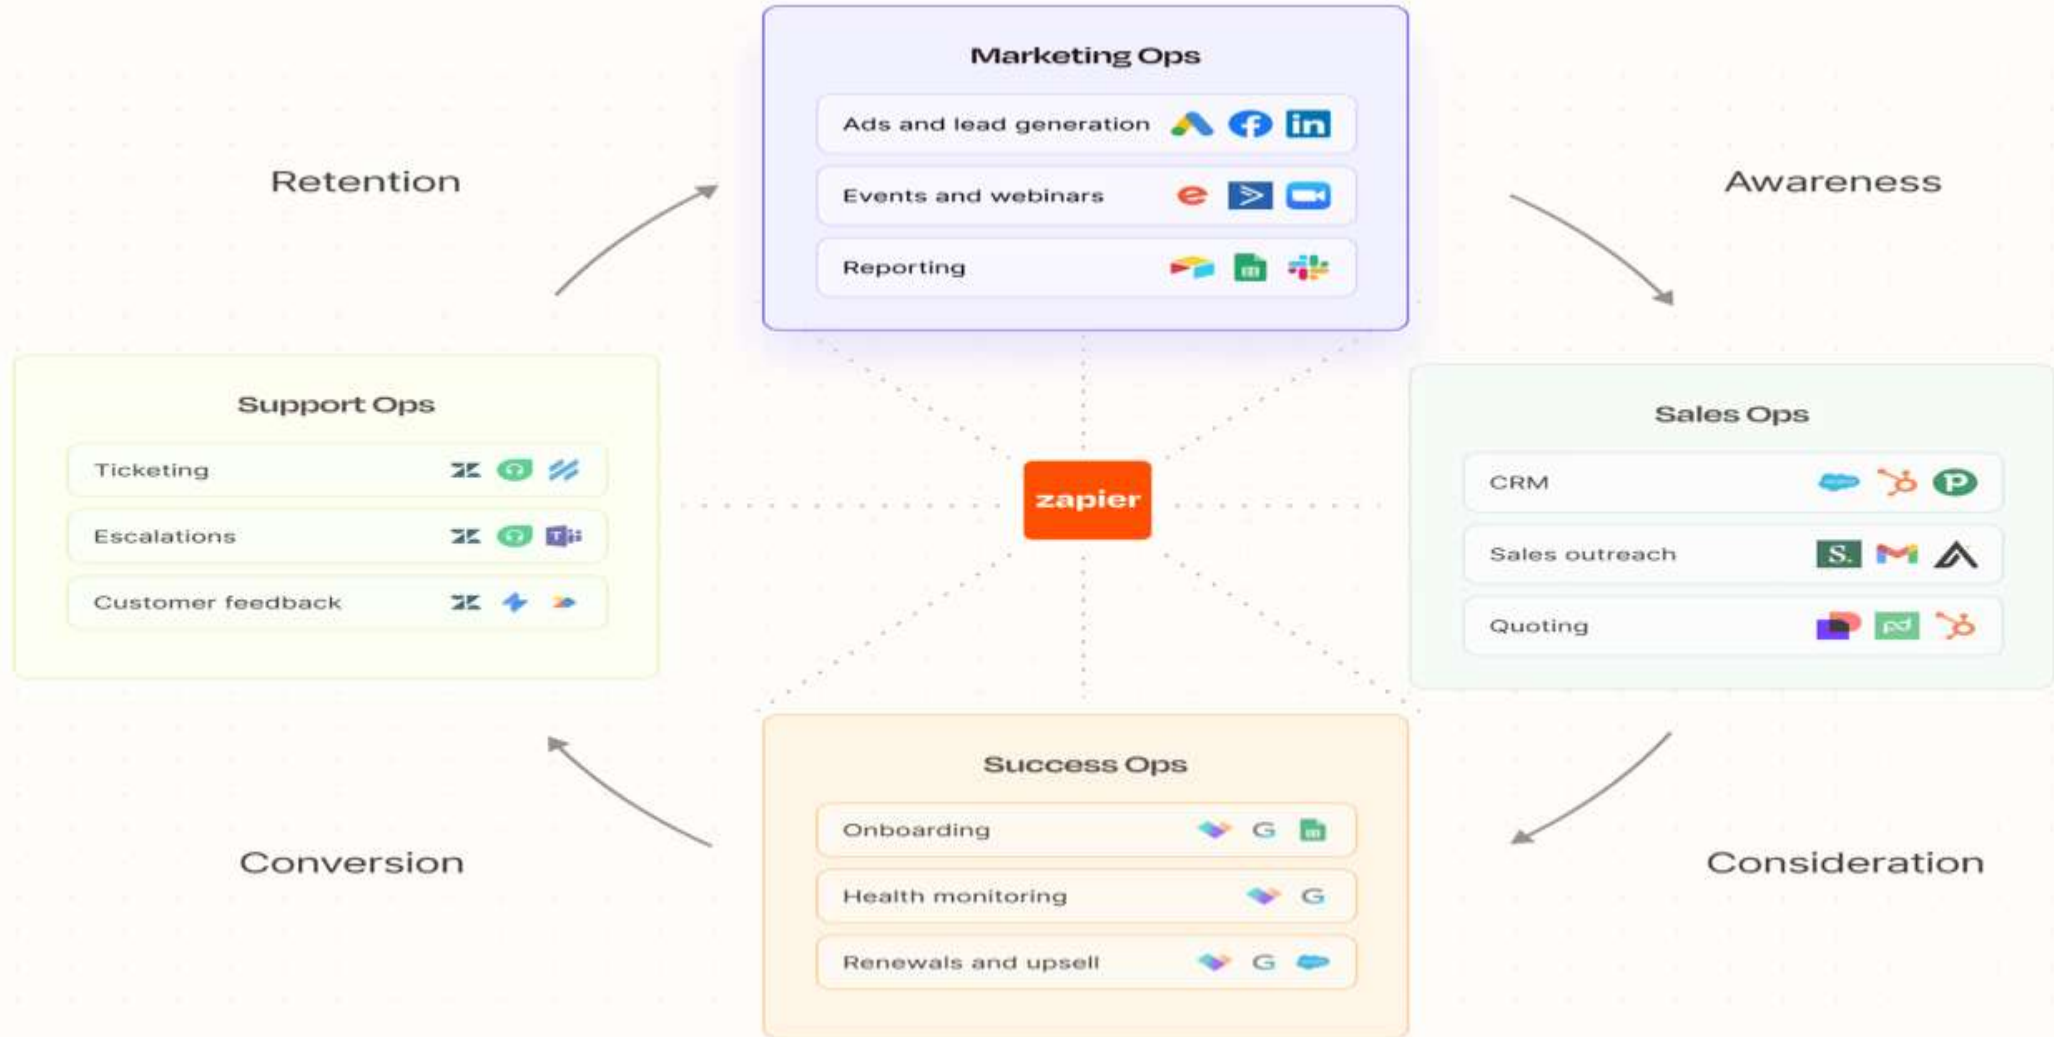 Marketing Ops
Ads and lead generation
Events and webinars
Reporting
Retention
Awareness
Support Ops
Ticketing
Escalations
Customer feedback
zapier
Sales Ops
CRM
Sales outreach
S.
Quoting
pd
Success Ops
Onboarding
G
Health monitoring
G
Renewals and upsell
G
Conversion
Consideration